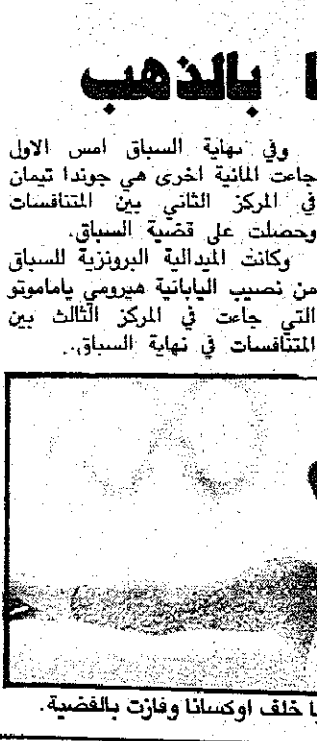 ا بالذهب
وفي نهاية السباق امس الاول
جاءت المانية اخرى هي جوندا تيمان
في المركز الثاني بين المتنافسات
وحصلت على قضية السباق.
وكانت الميدالية البرونزية للسباق
من نصيب اليابانية هيرومي ياماموتو
التي جاءت في المركز الثالث بين
المتنافسات في نهاية السباق..
يا خلف اوكسانا وفازت بالفضية.